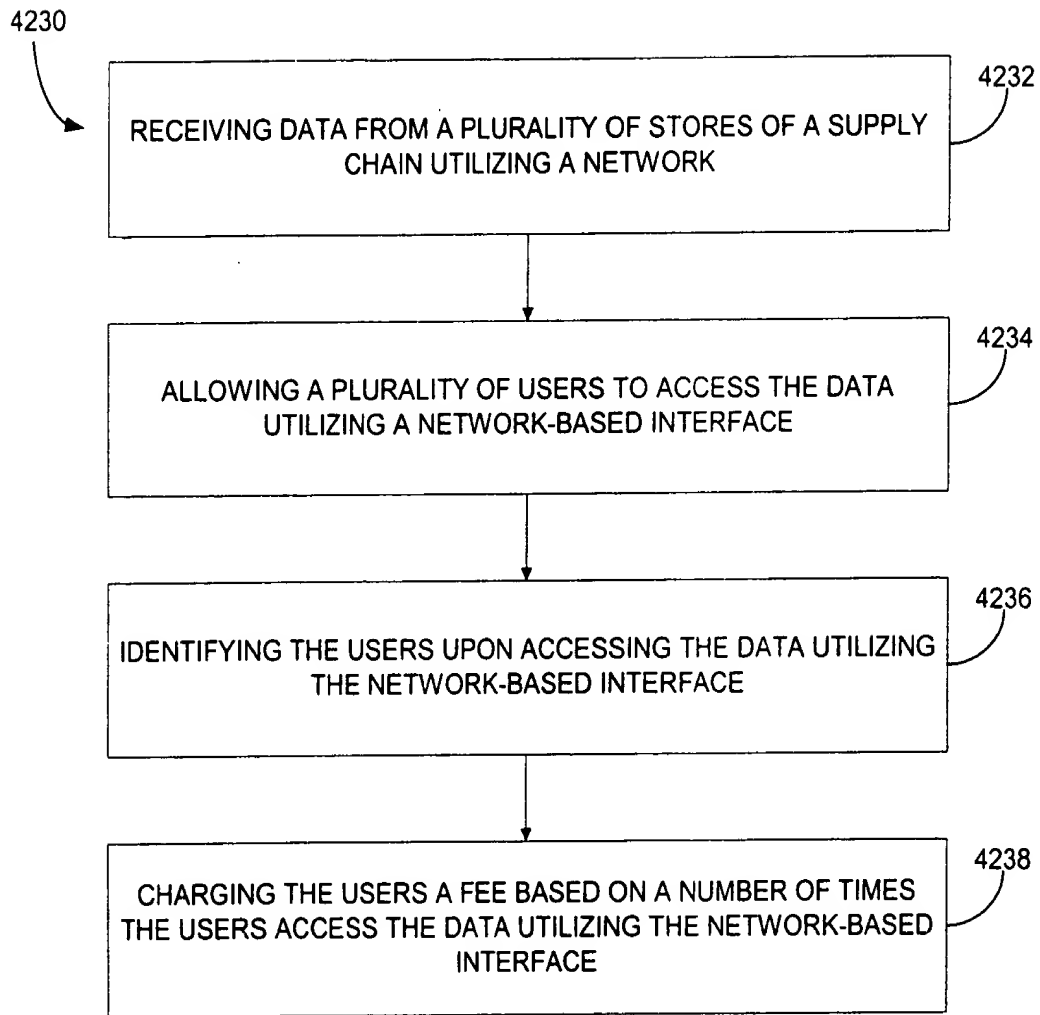 4230
4232
RECEIVING DATA FROM A PLURALITY OF STORES OF A SUPPLY
CHAIN UTILIZING A NETWORK
4234
ALLOWING A PLURALITY OF USERS TO ACCESS THE DATA
UTILIZING A NETWORK-BASED INTERFACE
4236
IDENTIFYING THE USERS UPON ACCESSING THE DATA UTILIZING
THE NETWORK-BASED INTERFACE
4238
CHARGING THE USERS A FEE BASED ON A NUMBER OF TIMES
THE USERS ACCESS THE DATA UTILIZING THE NETWORK-BASED
INTERFACE